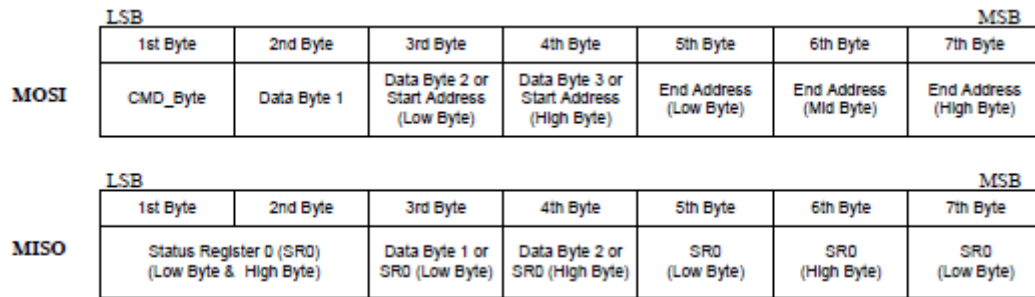 LSB MSB
1st Byte 2nd Byte 3rd Byte 4th Byte 5th Byte 6th Byte 7th Byte
MOSI
CMD_Byte
Data Byte 1
Data Byte 2 or
Start Address
(Low Byte)
Data Byte 3 or
Start Address
(High Byte)
End Address
(Low Byte)
End Address
(Mid Byte)
End Address
(High Byte)
LSB MSB
1st Byte 2nd Byte 3rd Byte 4th Byte 5th Byte 6th Byte 7th Byte
MISO
Status Register 0 (SR0)
(Low Byte & High Byte)
Data Byte 1 or
SR0 (Low Byte)
Data Byte 2 or
SR0 (High Byte)
SR0
(Low Byte)
SR0
(High Byte)
SR0
(Low Byte)